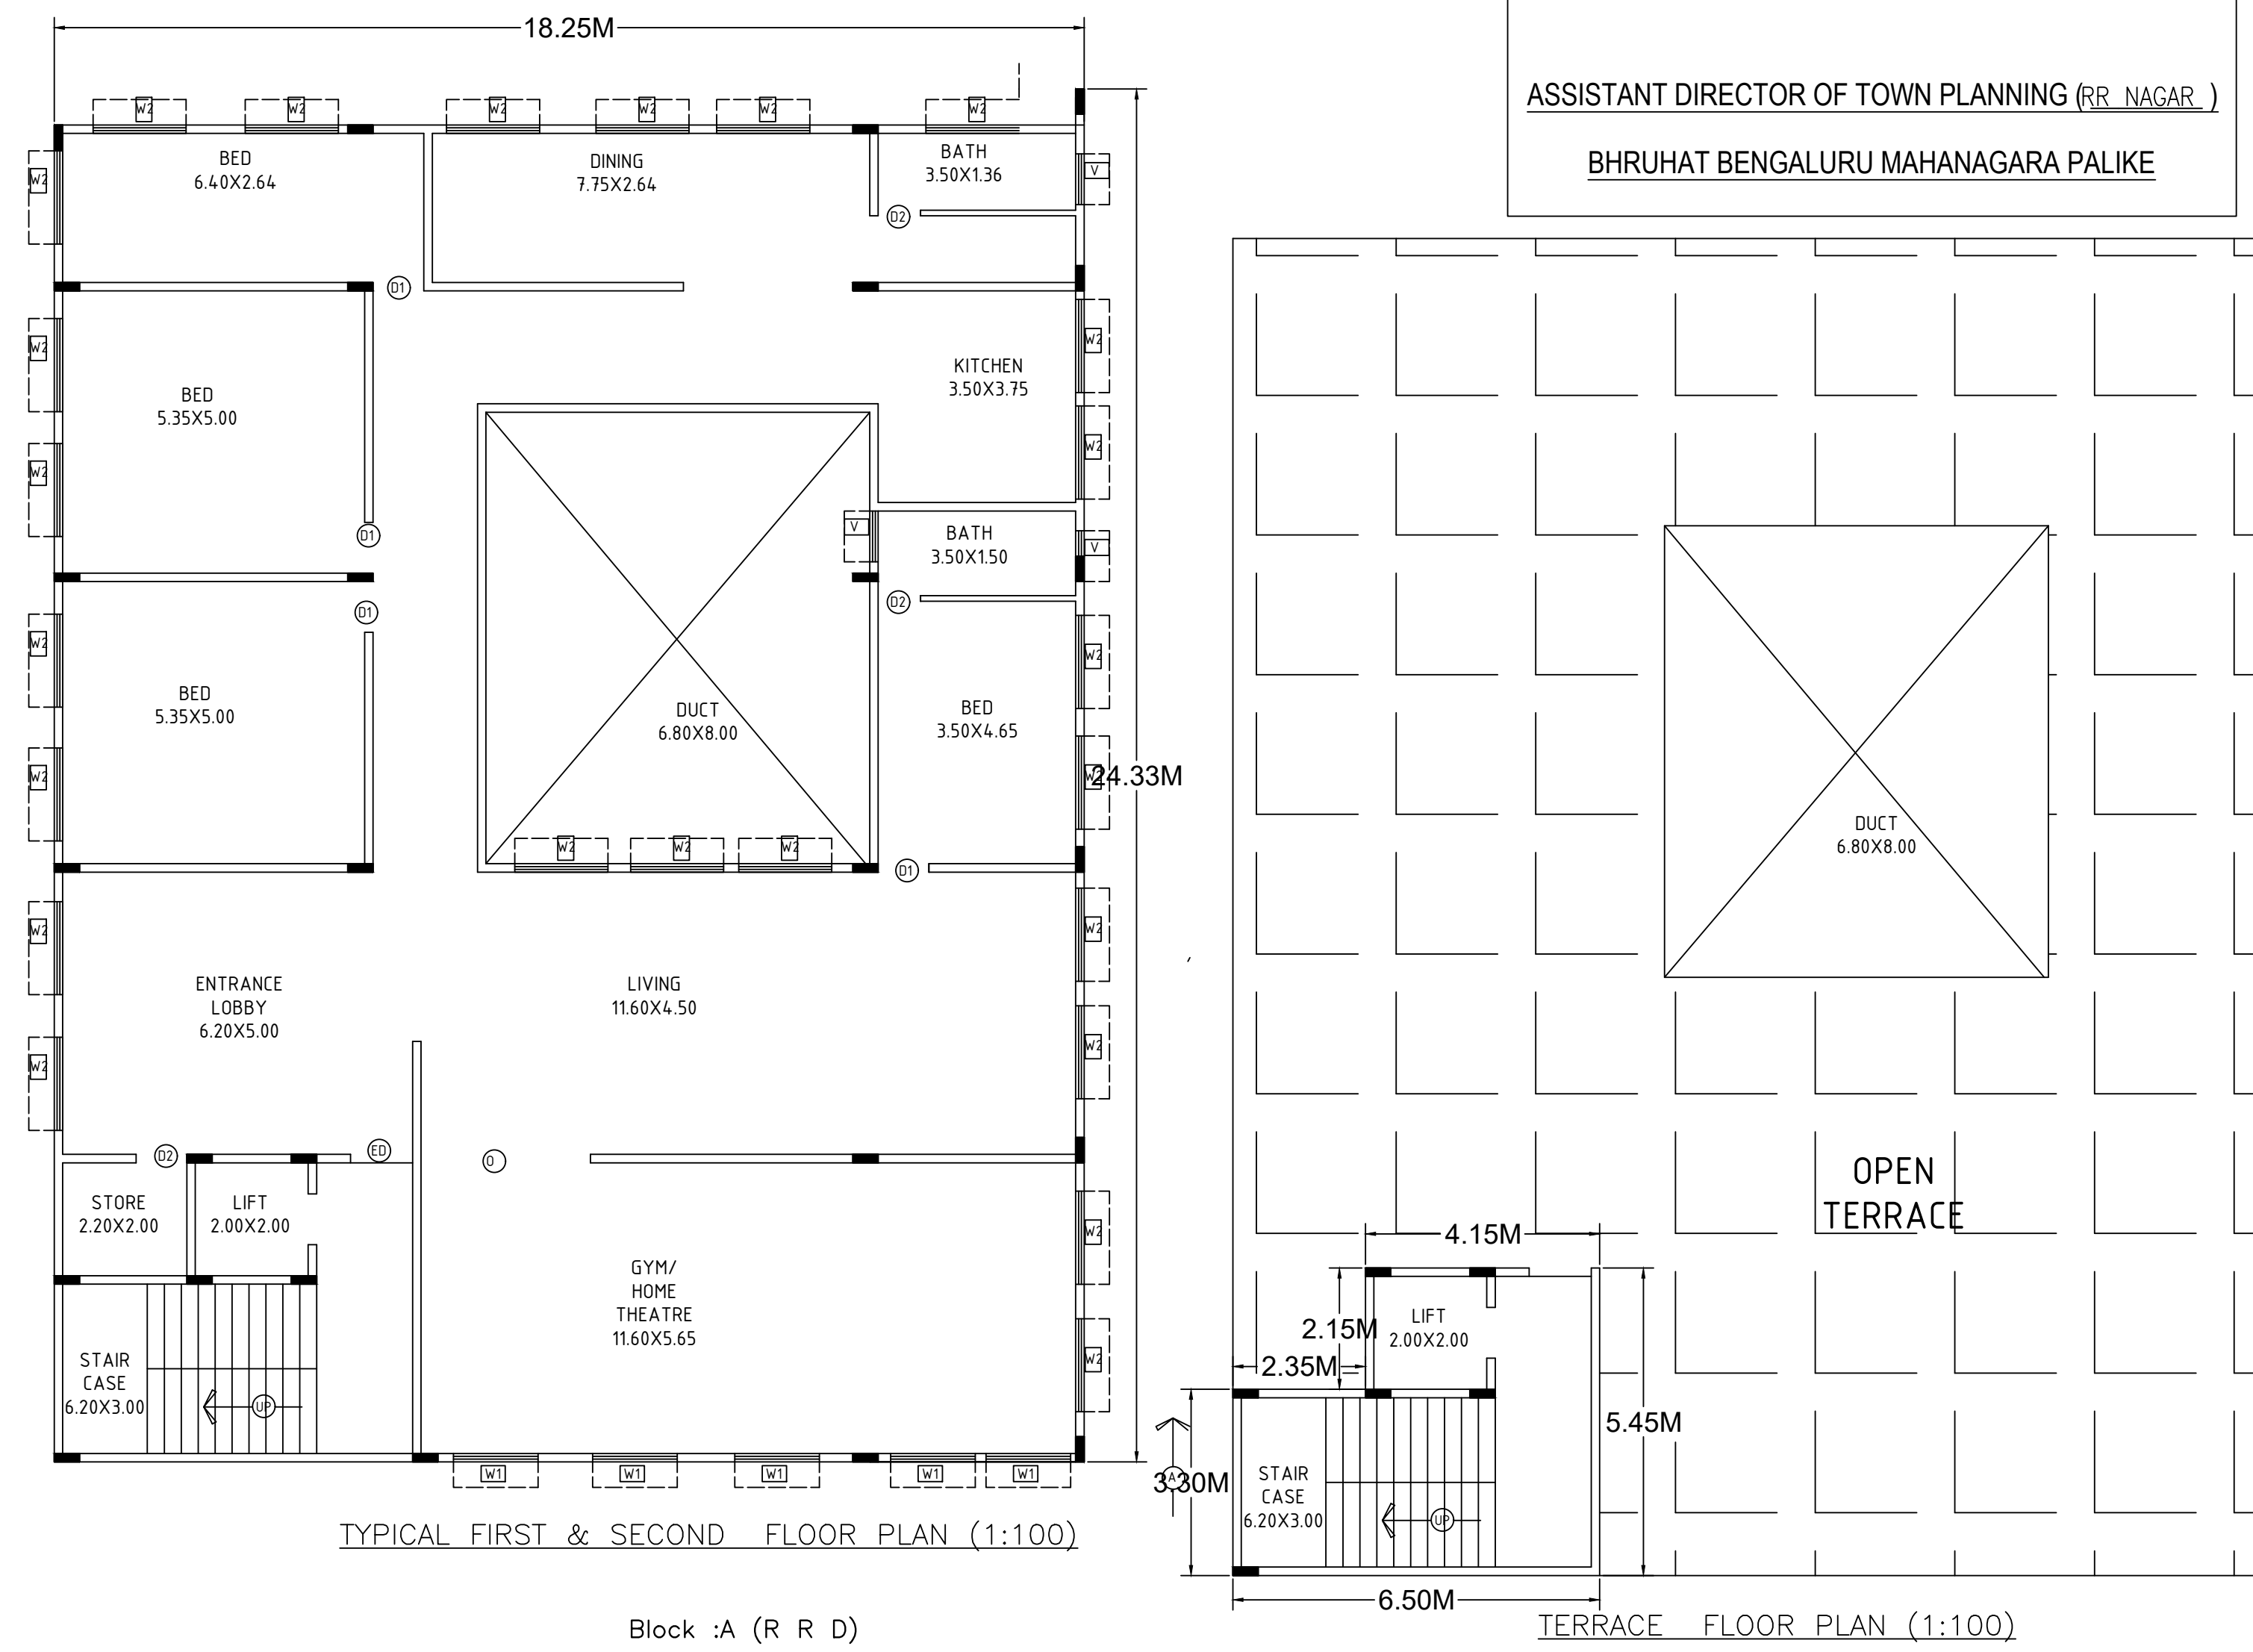 18.25M
ASSISTANT DIRECTOR OF TOWN PLANNING (RR NAGAR )
BHRUHAT BENGALURU MAHANAGARA PALIKE
W2
W2
W2
W2
W2
W2
W2
BED
6.40X2.64
DINING
7.75X2.64
BATH
3.50X1.36
V
D2
D1
W2
W2
BED
5.35X5.00
KITCHEN
3.50X3.75
W2
W2
V
BATH
3.50X1.50
V
D1
D1
D2
W2
W2
BED
5.35X5.00
DUCT
6.80X8.00
BED
3.50X4.65
W2
W2
24.33M
W2
W2
W2
W2
D1
W2
W2
ENTRANCE
LOBBY
6.20X5.00
LIVING
11.60X4.50
W2
W2
D2
ED
O
STORE
2.20X2.00
LIFT
2.00X2.00
GYM/
HOME
THEATRE
11.60X5.65
W2
W2
STAIR
CASE
6.20X3.00
UP
W1
W1
W1
W1
W1
TYPICAL FIRST & SECOND FLOOR PLAN (1:100)
Block :A (R R D)
DUCT
6.80X8.00
OPEN
TERRACE
4.15M
LIFT
2.00X2.00
2.15M
2.35M
5.45M
A
3.30M
STAIR
CASE
6.20X3.00
UP
6.50M
TERRACE FLOOR PLAN (1:100)